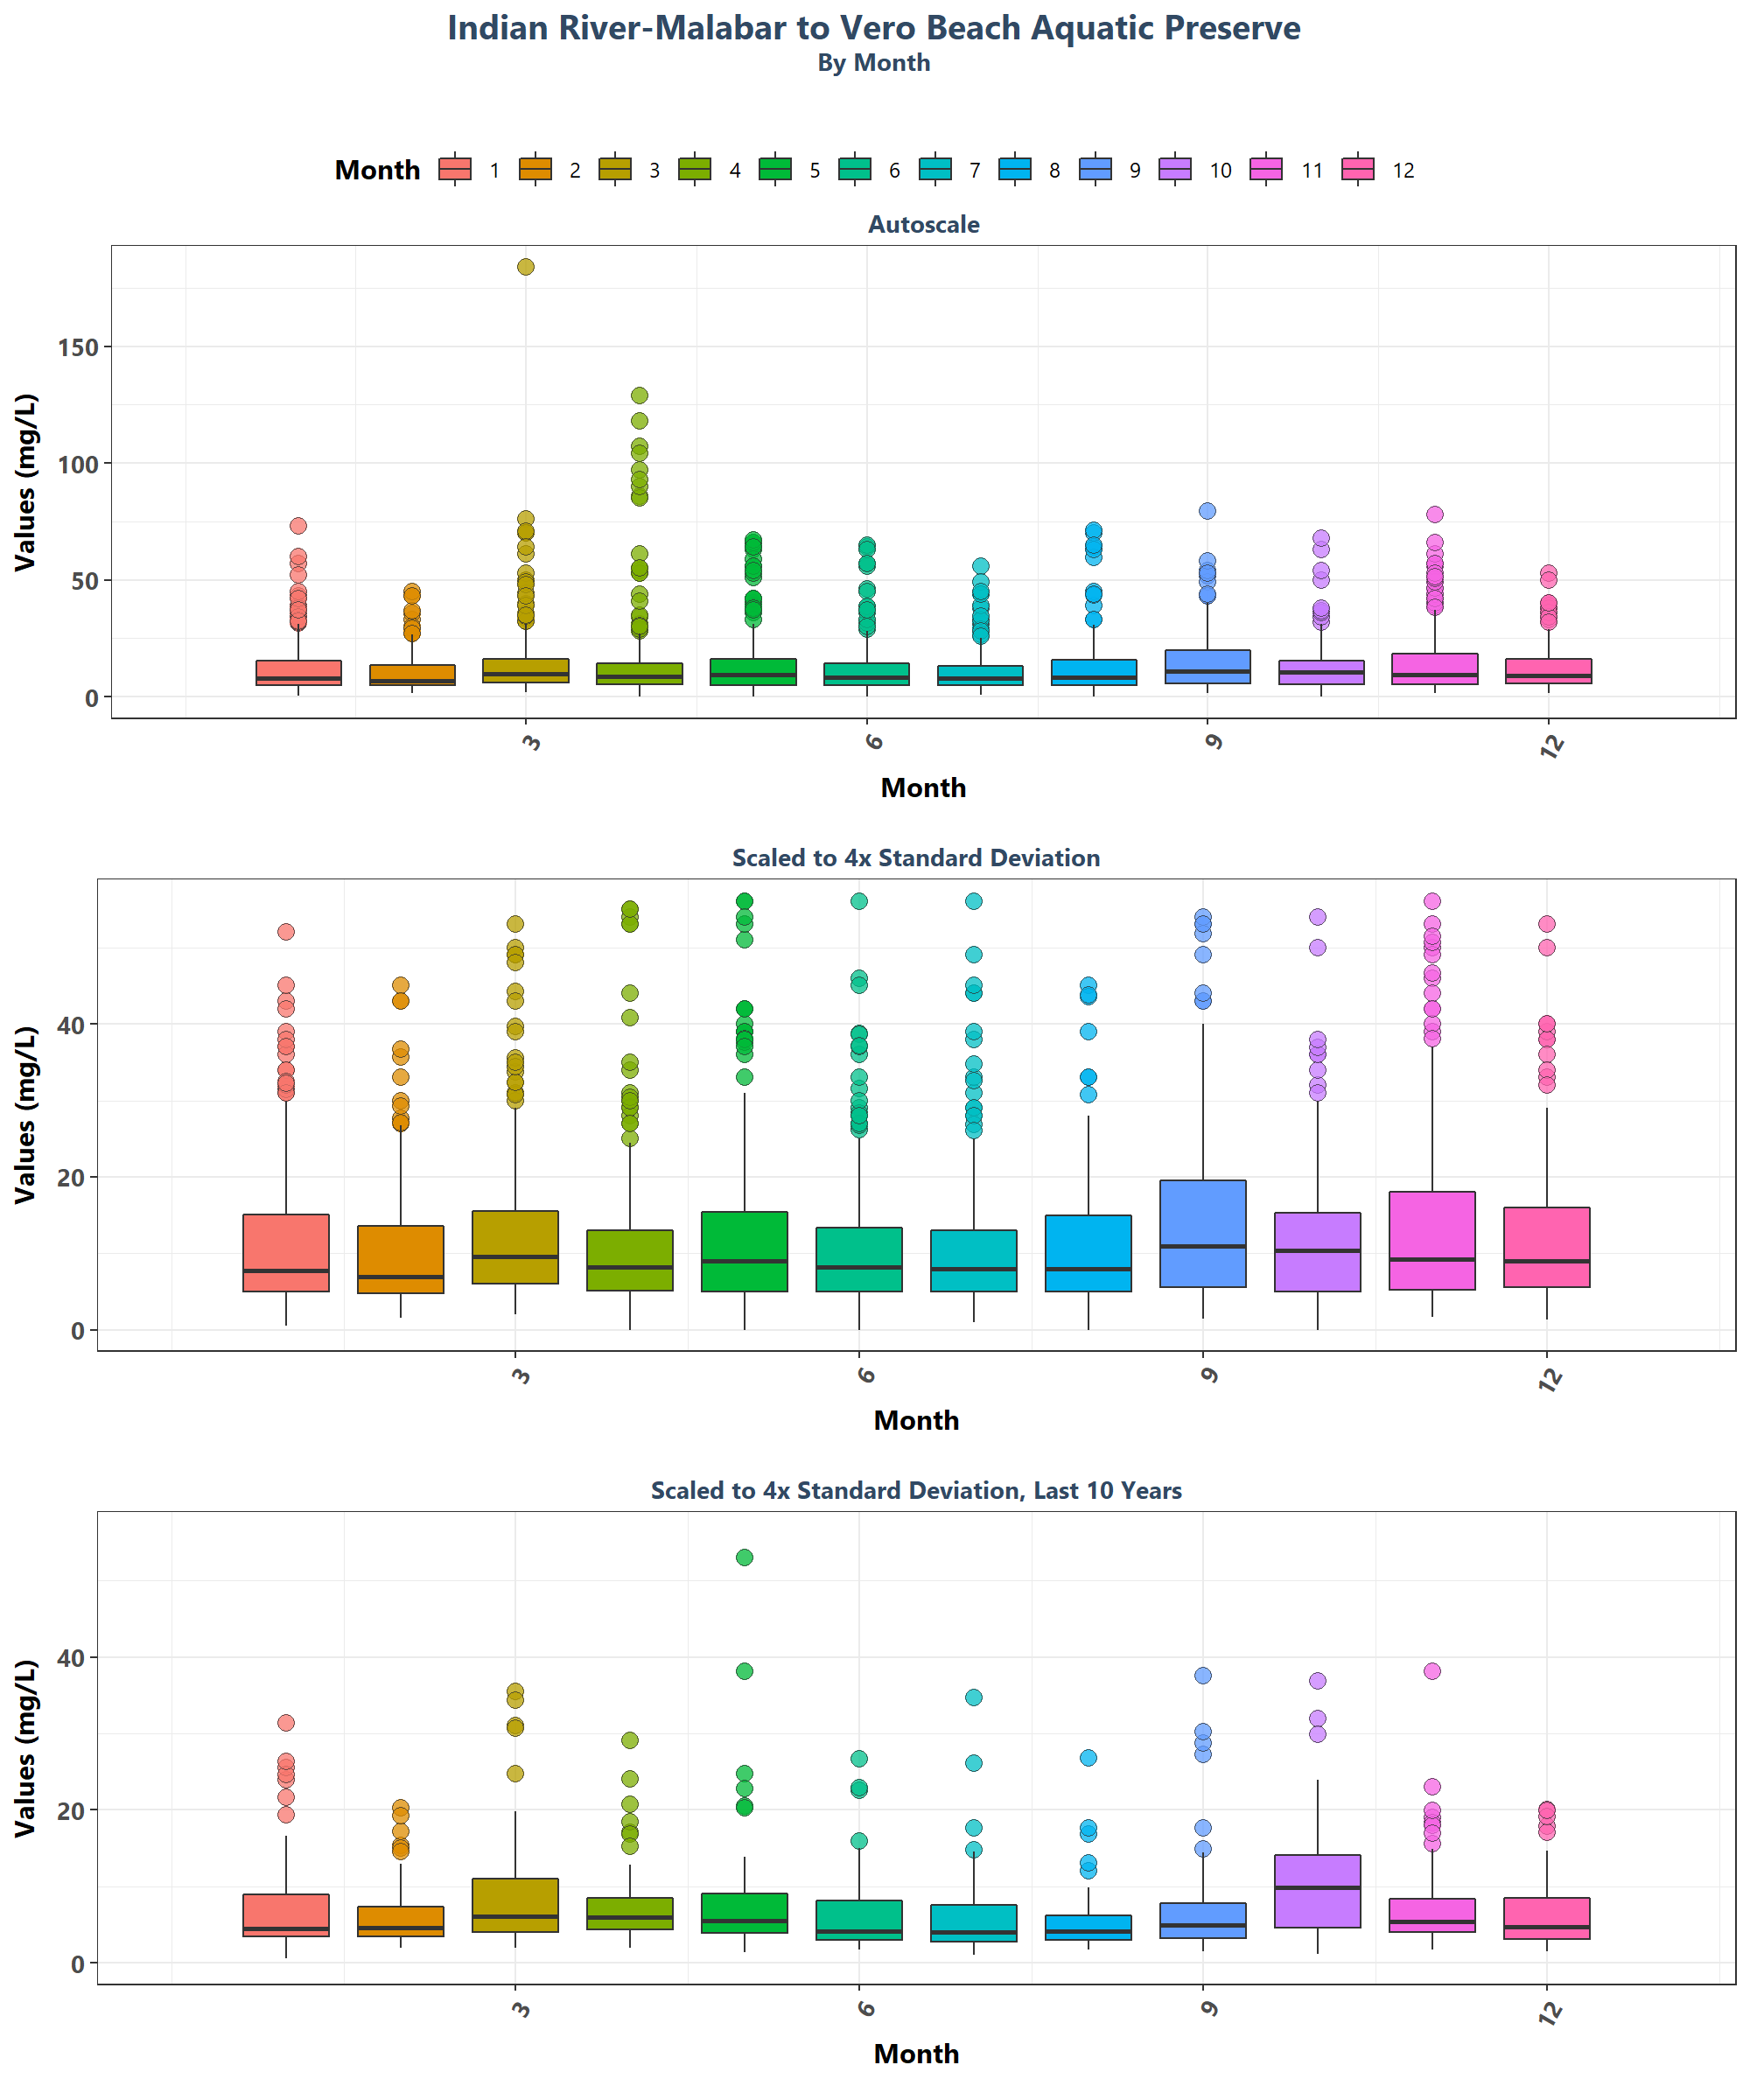 Indian River-Malabar to Vero Beach Aquatic Preserve
By Month
Month 1 2 3 4 5 6 7 8 9 10 11 12
Autoscale
Values (mg/L)
150
100
50
0
3 6 9 12
Month
Scaled to 4x Standard Deviation
Values (mg/L)
40
20
0
3 6 9 12
Month
Scaled to 4x Standard Deviation, Last 10 Years
Values (mg/L)
40
20
0
3 6 9 12
Month